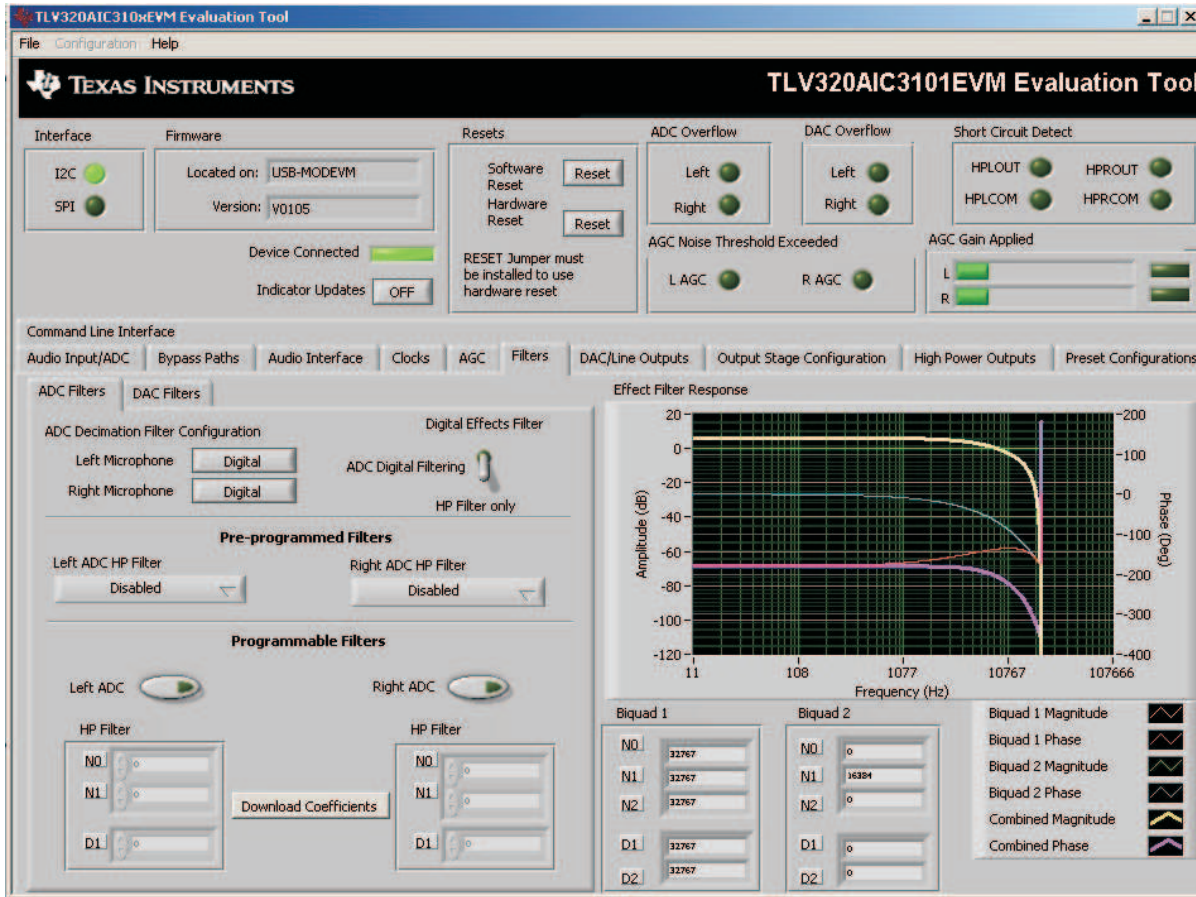 TLV320AIC310xEVM Evaluation Tool
File Configuration Help
TEXAS INSTRUMENTS
TLV320AIC3101EVM Evaluation Tool
Interface
I2C
SPI
Firmware
Located on: USB-MODEVM
Version: V0105
Device Connected
Indicator Updates OFF
Resets
Software Reset Reset
Hardware Reset Reset
RESET Jumper must
be installed to use
hardware reset
ADC Overflow
Left
Right
DAC Overflow
Left
Right
Short Circuit Detect
HPLOUT HPROUT
HPLCOM HPRCOM
AGC Noise Threshold Exceeded
L AGC R AGC
AGC Gain Applied
L
R
Command Line Interface
Audio Input/ADC Bypass Paths Audio Interface Clocks AGC Filters DAC/Line Outputs Output Stage Configuration High Power Outputs Preset Configurations
ADC Filters DAC Filters
ADC Decimation Filter Configuration
Left Microphone Digital
Right Microphone Digital
Digital Effects Filter
ADC Digital Filtering
HP Filter only
Pre-programmed Filters
Left ADC HP Filter
Disabled
Right ADC HP Filter
Disabled
Programmable Filters
Left ADC
Right ADC
HP Filter
N0 0
N1 0
D1 0
Download Coefficients
HP Filter
N0 0
N1 0
D1 0
Effect Filter Response
Amplitude (dB)
20
0
-20
-40
-60
-80
-100
-120
200
100
0
-100
-200
-300
-400
Phase (Deg)
11 108 1077 10767 107666
Frequency (Hz)
Biquad 1
N0 32767
N1 32767
N2 32767
D1 32767
D2 32767
Biquad 2
N0 0
N1 16384
N2 0
D1 0
D2 0
Biquad 1 Magnitude
Biquad 1 Phase
Biquad 2 Magnitude
Biquad 2 Phase
Combined Magnitude
Combined Phase